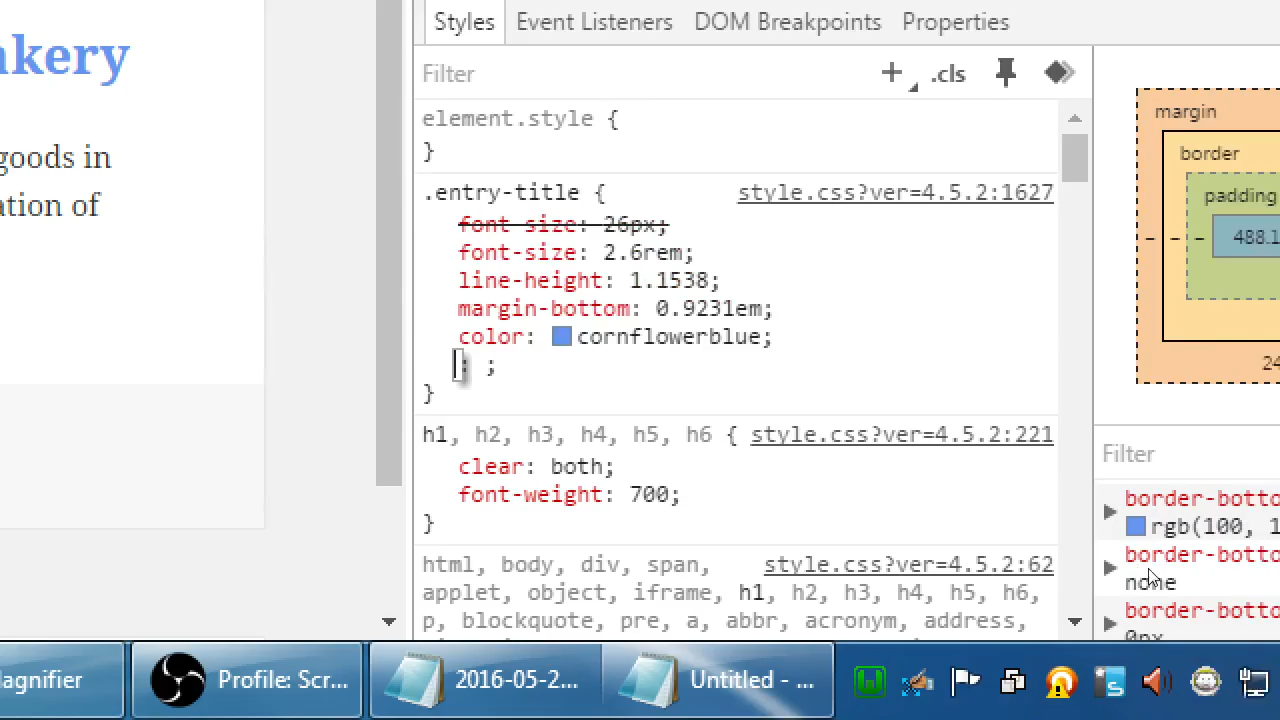 akery
goods in
ation of
Styles Event Listeners DOM Breakpoints Properties
Filter + .cls
element.style {
}
.entry-title { style.css?ver=4.5.2:1627
font-size: 26px;
font-size: 2.6rem;
line-height: 1.1538;
margin-bottom: 0.9231em;
color: cornflowerblue;
: ;
}
h1, h2, h3, h4, h5, h6 { style.css?ver=4.5.2:221
clear: both;
font-weight: 700;
}
html, body, div, span, style.css?ver=4.5.2:62
applet, object, iframe, h1, h2, h3, h4, h5, h6,
p, blockquote, pre, a, abbr, acronym, address,
margin
border
padding
488.1
24
Filter
border-botto
rgb(100, 1
border-botto
none
border-botto
0px
agnifier Profile: Scr... 2016-05-2... Untitled - ...